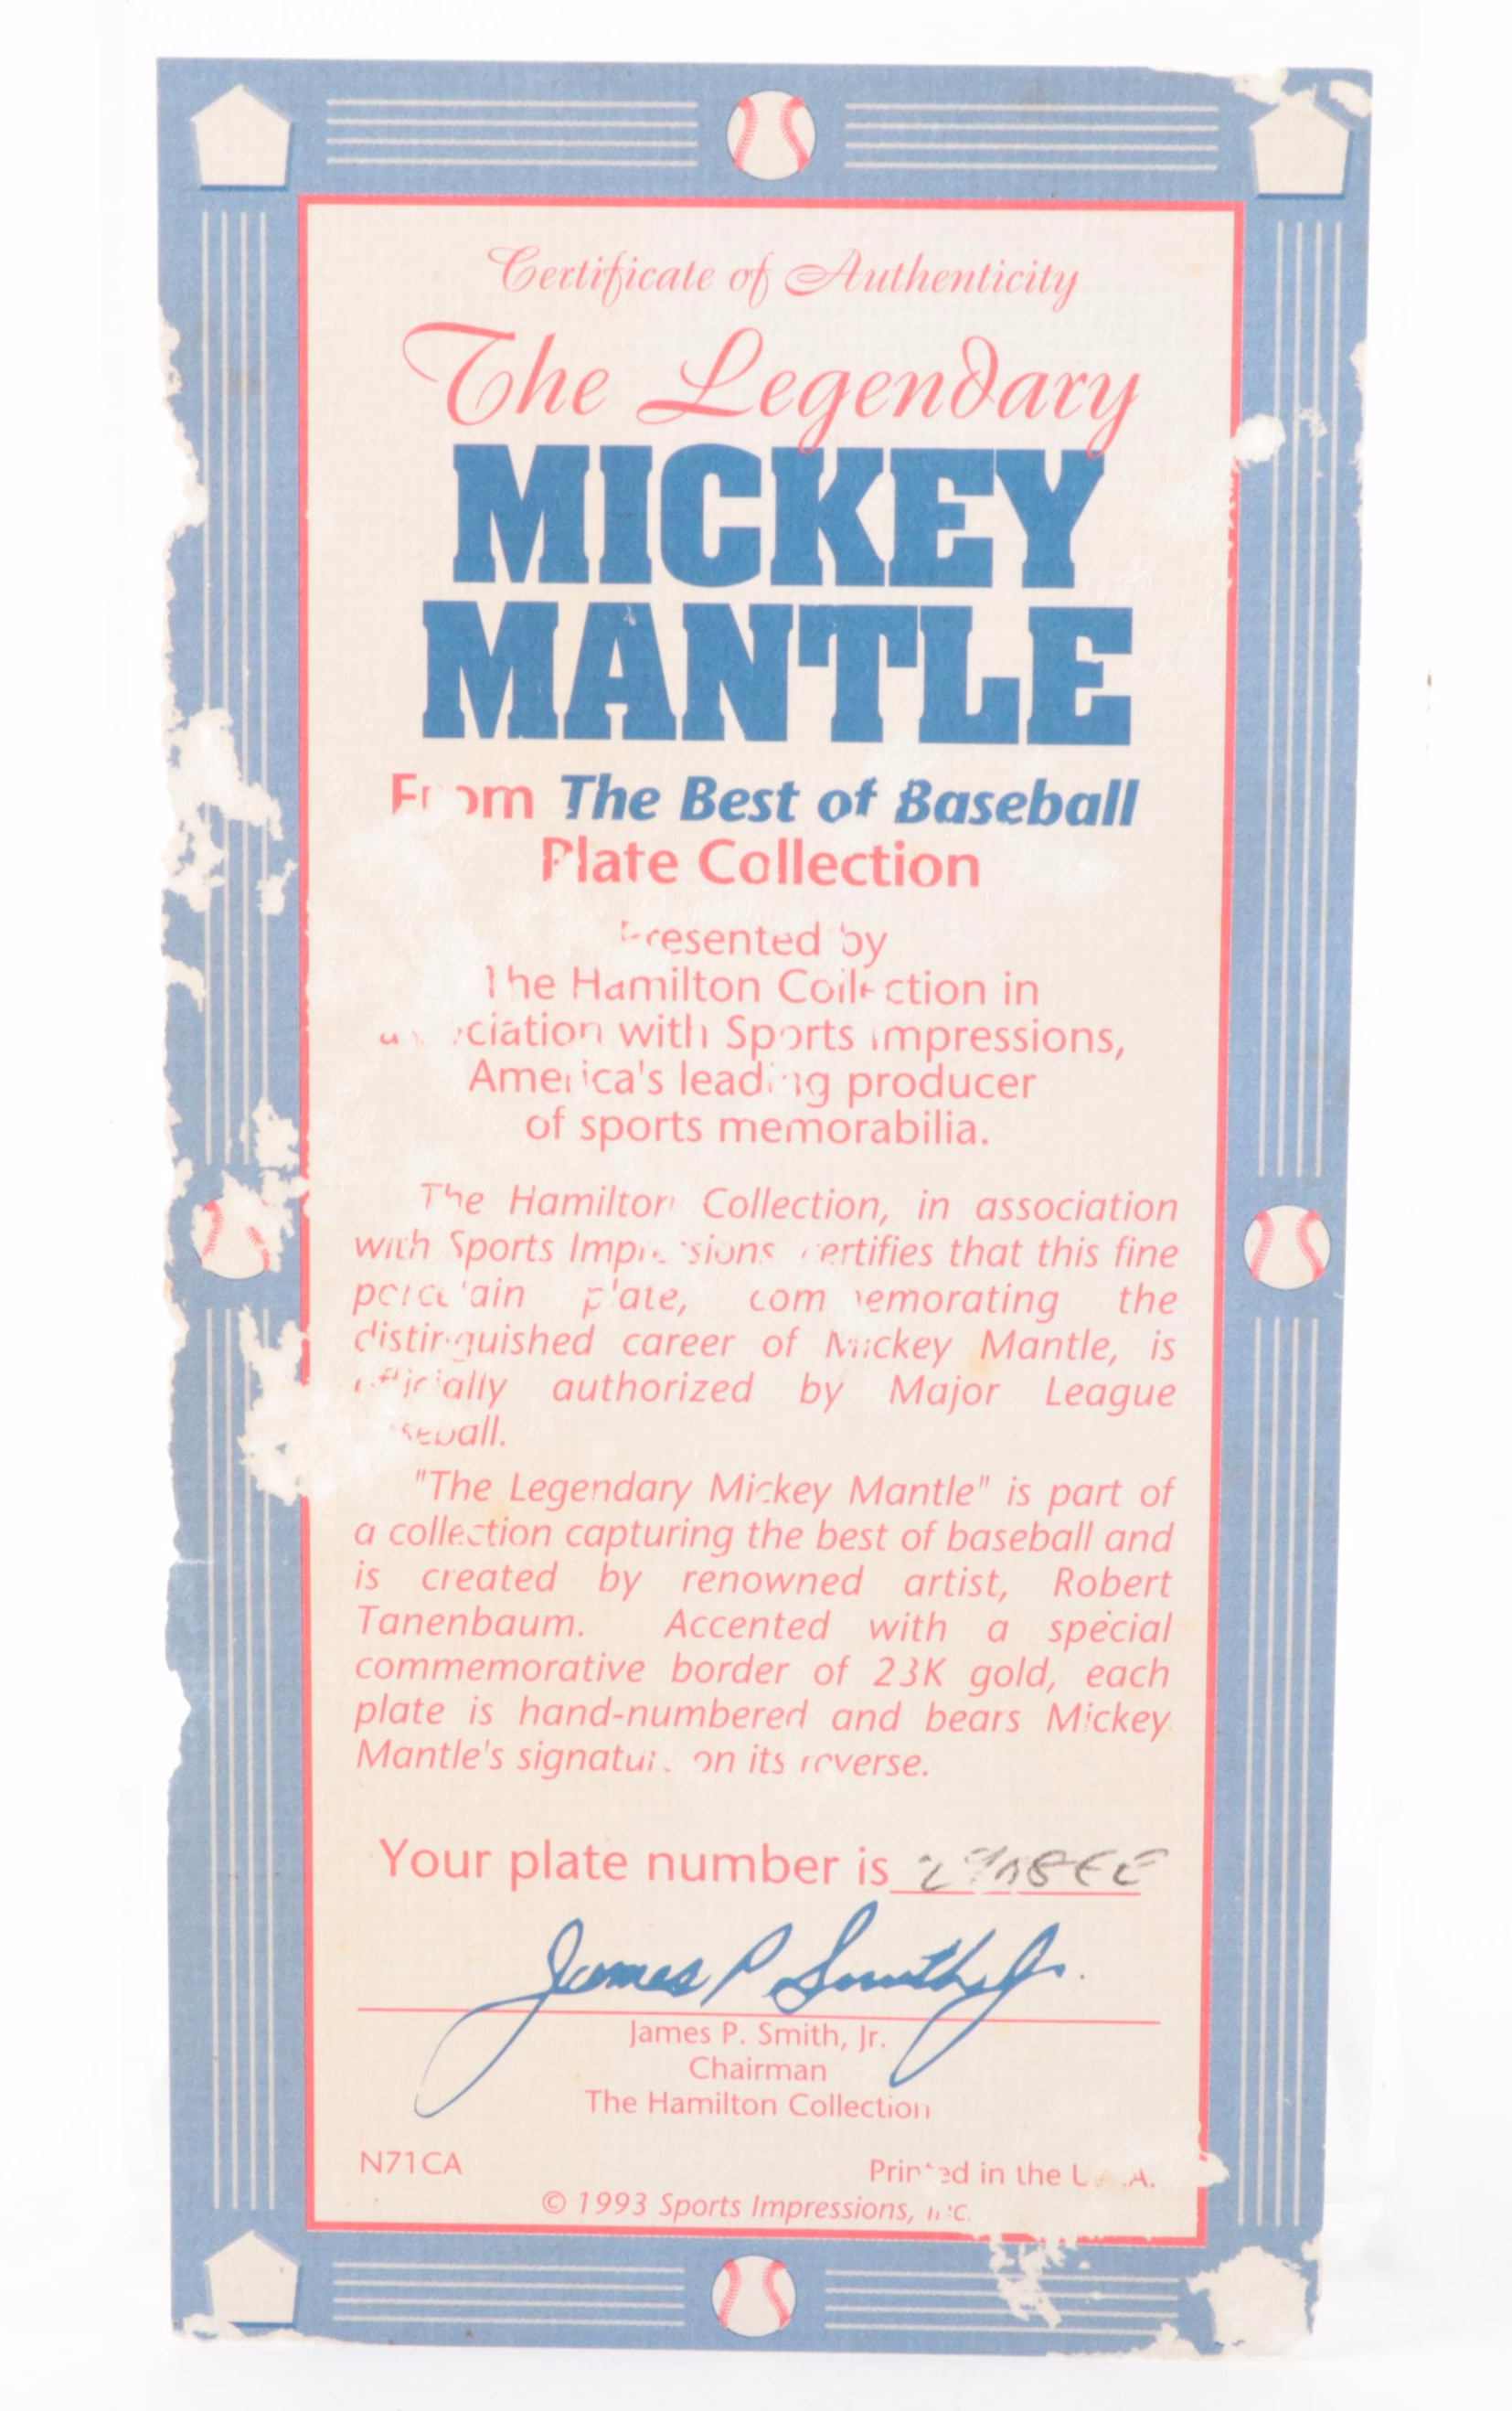 Certificate of Authenticity
The Legendary
MICKEY
MANTLE
From The Best of Baseball
Plate Collection
Presented by
The Hamilton Collection in
association with Sports Impressions,
America's leading producer
of sports memorabilia.
The Hamilton Collection, in association
with Sports Impressions certifies that this fine
porcelain plate, commemorating the
distinguished career of Mickey Mantle, is
officially authorized by Major League
Baseball.
"The Legendary Mickey Mantle" is part of
a collection capturing the best of baseball and
is created by renowned artist, Robert
Tanenbaum. Accented with a special
commemorative border of 23K gold, each
plate is hand-numbered and bears Mickey
Mantle's signature on its reverse.
Your plate number is
James P Smith, Jr.
James P. Smith, Jr.
Chairman
The Hamilton Collection
N71CA
Printed in the U.S.A.
© 1993 Sports Impressions, Inc.